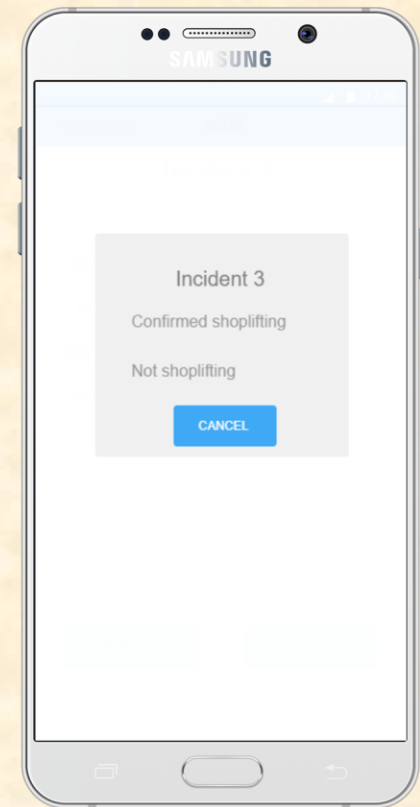 SAMSUNG
Incident 3
Confirmed shoplifting
Not shoplifting
CANCEL